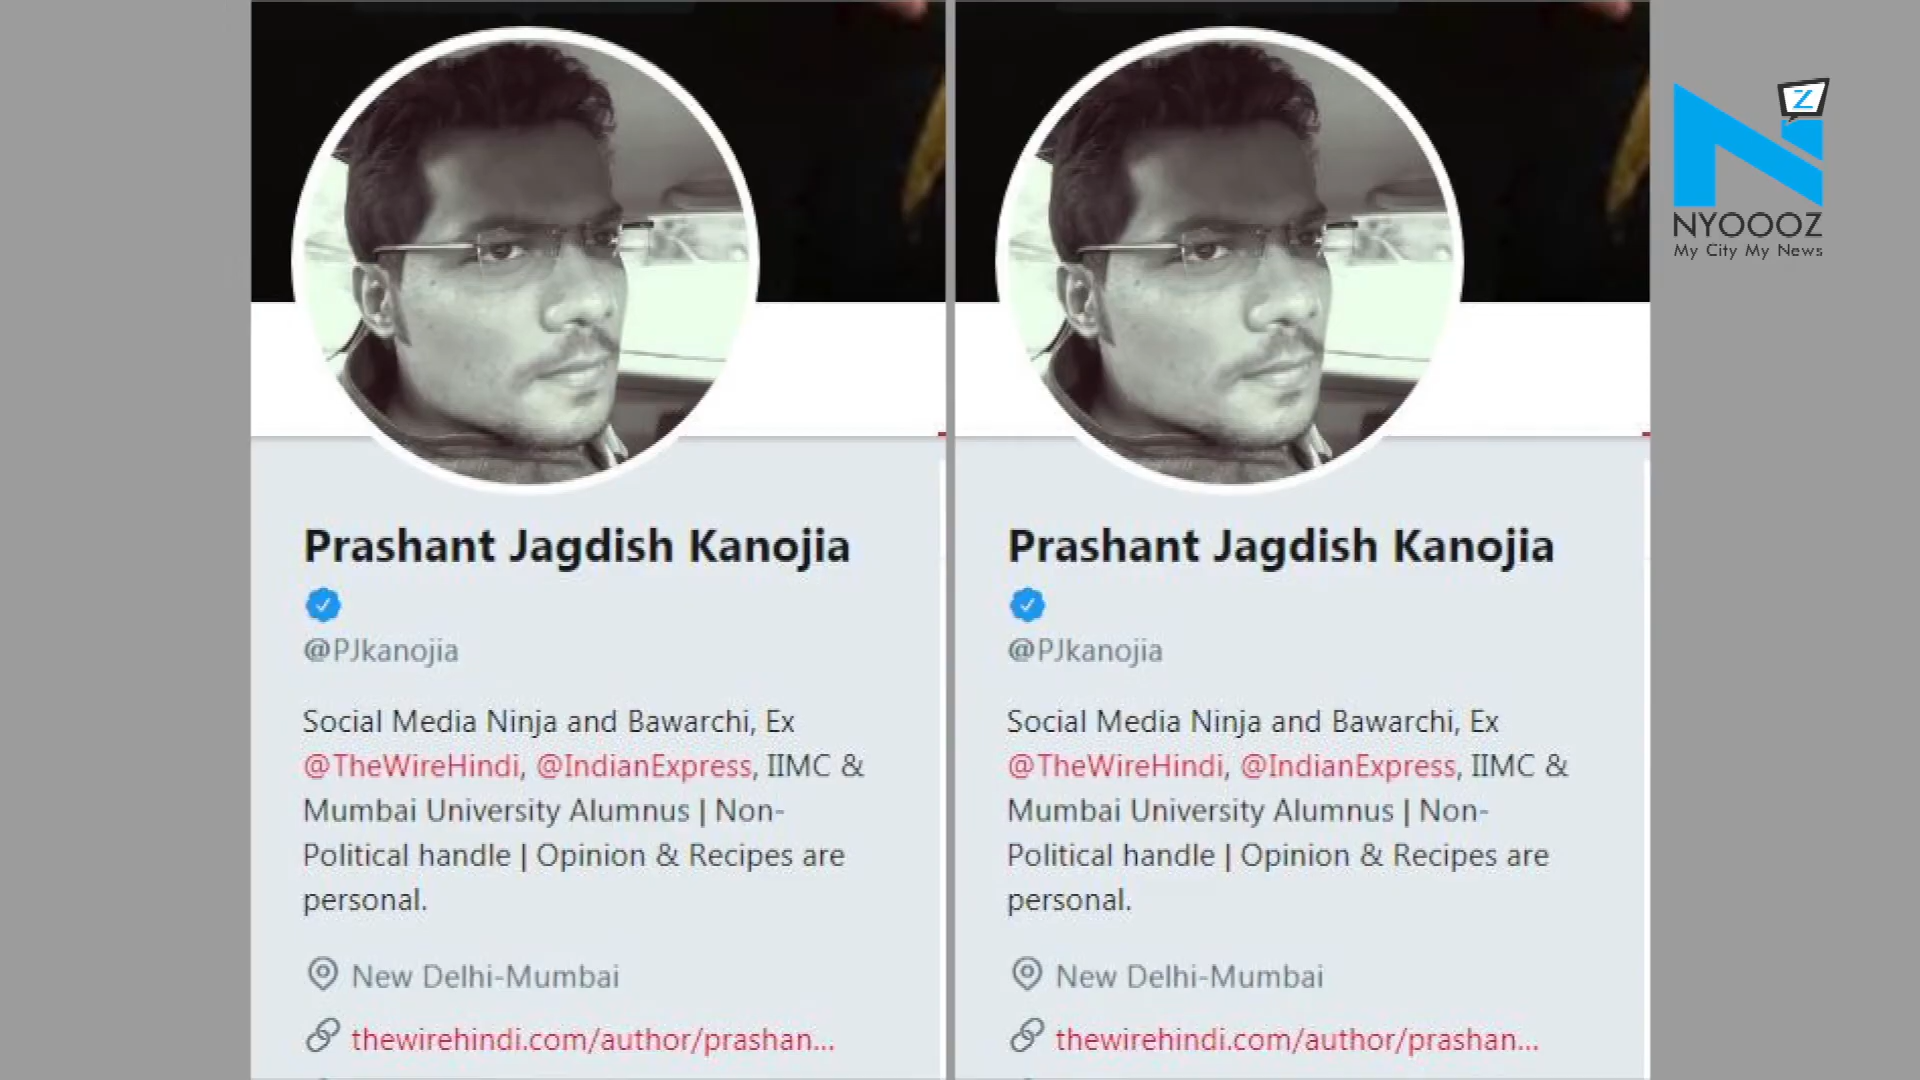 Prashant Jagdish Kanojia
@PJkanojia
Social Media Ninja and Bawarchi, Ex
@TheWireHindi, @IndianExpress, IIMC &
Mumbai University Alumnus | Non-
Political handle | Opinion & Recipes are
personal.
New Delhi-Mumbai
thewirehindi.com/author/prashan...
Prashant Jagdish Kanojia
@PJkanojia
Social Media Ninja and Bawarchi, Ex
@TheWireHindi, @IndianExpress, IIMC &
Mumbai University Alumnus | Non-
Political handle | Opinion & Recipes are
personal.
New Delhi-Mumbai
thewirehindi.com/author/prashan...
Z
NYOOOZ
My City My News